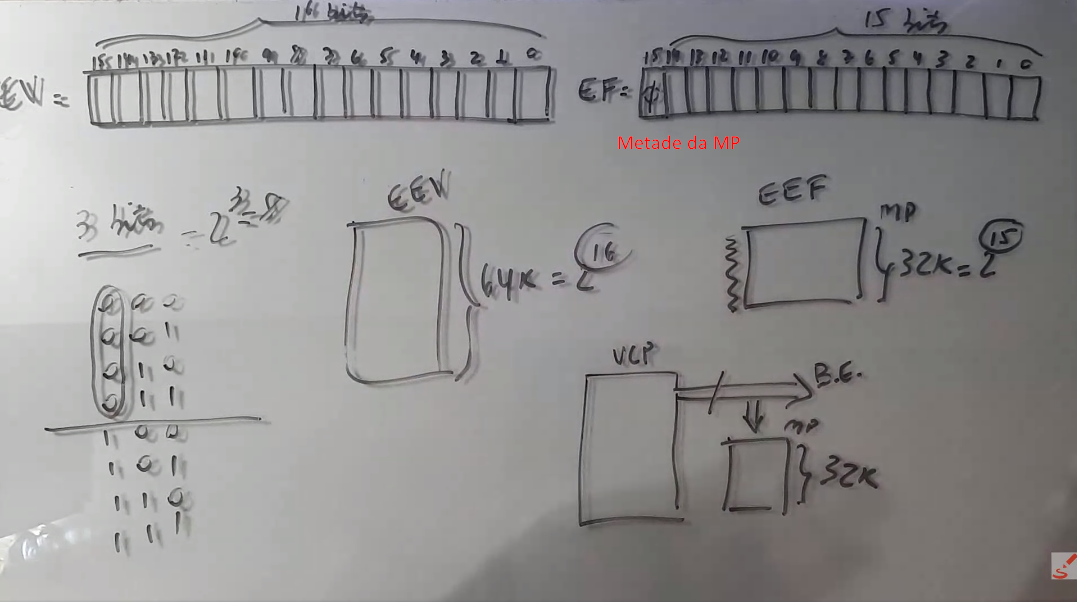 16 bits
15 14 13 12 11 10 9 8 7 6 5 4 3 2 1 0
EV =
15 bits
15 14 13 12 11 10 9 8 7 6 5 4 3 2 1 0
EF = φ
Metade da MP
3 bits = 2^3 = 8
0 0 0
0 0 1
0 1 0
0 1 1
1 0 0
1 0 1
1 1 0
1 1 1
EEV
64K = 2^16
EEF
MP
32K = 2^15
UCP
B.E.
MP
32K